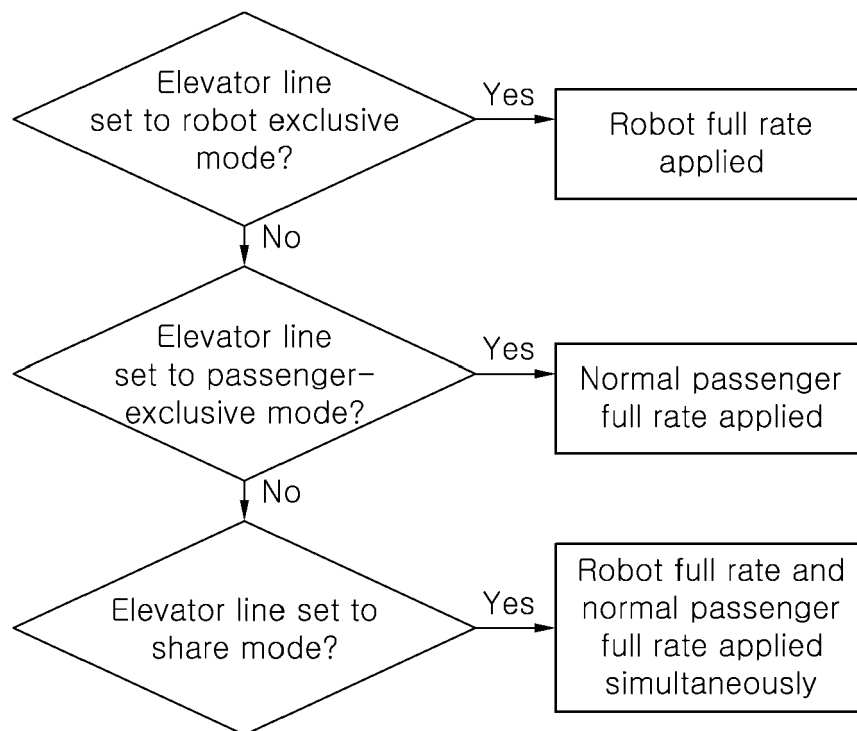 Elevator line
set to robot exclusive
mode?
Yes
Robot full rate
applied
No
Elevator line
set to passenger-
exclusive mode?
Yes
Normal passenger
full rate applied
No
Elevator line set to
share mode?
Yes
Robot full rate and
normal passenger
full rate applied
simultaneously